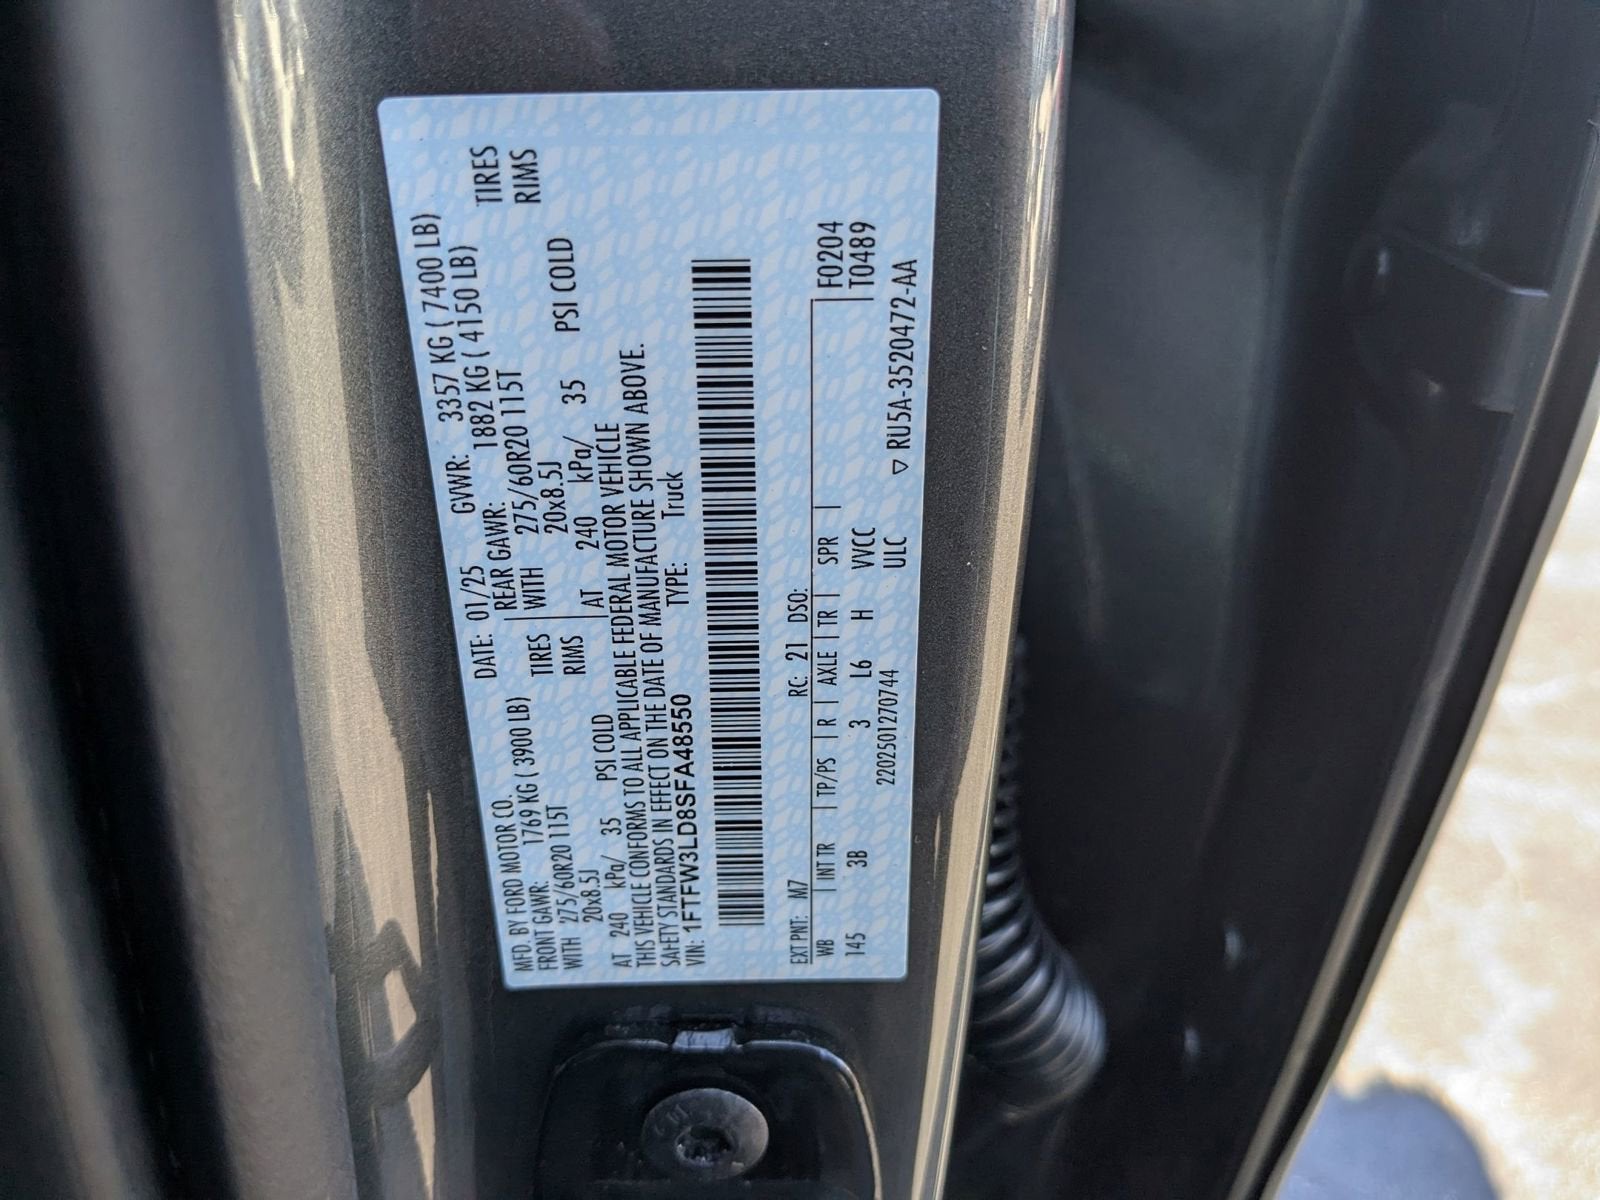 MFD. BY FORD MOTOR CO. DATE: 01/25 GVWR: 3357 KG ( 7400 LB)
FRONT GAWR: 1769 KG ( 3900 LB) REAR GAWR: 1882 KG ( 4150 LB)
WITH 275/60R20 115T TIRES WITH 275/60R20 115T TIRES
20x8.5J RIMS 20x8.5J RIMS
AT 240 kPa/ 35 PSI COLD AT 240 kPa/ 35 PSI COLD
THIS VEHICLE CONFORMS TO ALL APPLICABLE FEDERAL MOTOR VEHICLE
SAFETY STANDARDS IN EFFECT ON THE DATE OF MANUFACTURE SHOWN ABOVE.
VIN: 1FTFW3LD8SFA48550 TYPE: Truck
EXT PNT: M7 RC: 21 DSO:
WB | INT TR | TP/PS | R | AXLE | TR | SPR | F0204
145 3B 3 L6 H VVCC T0489
2202501270744 ULC ▽ RU5A-3520472-AA